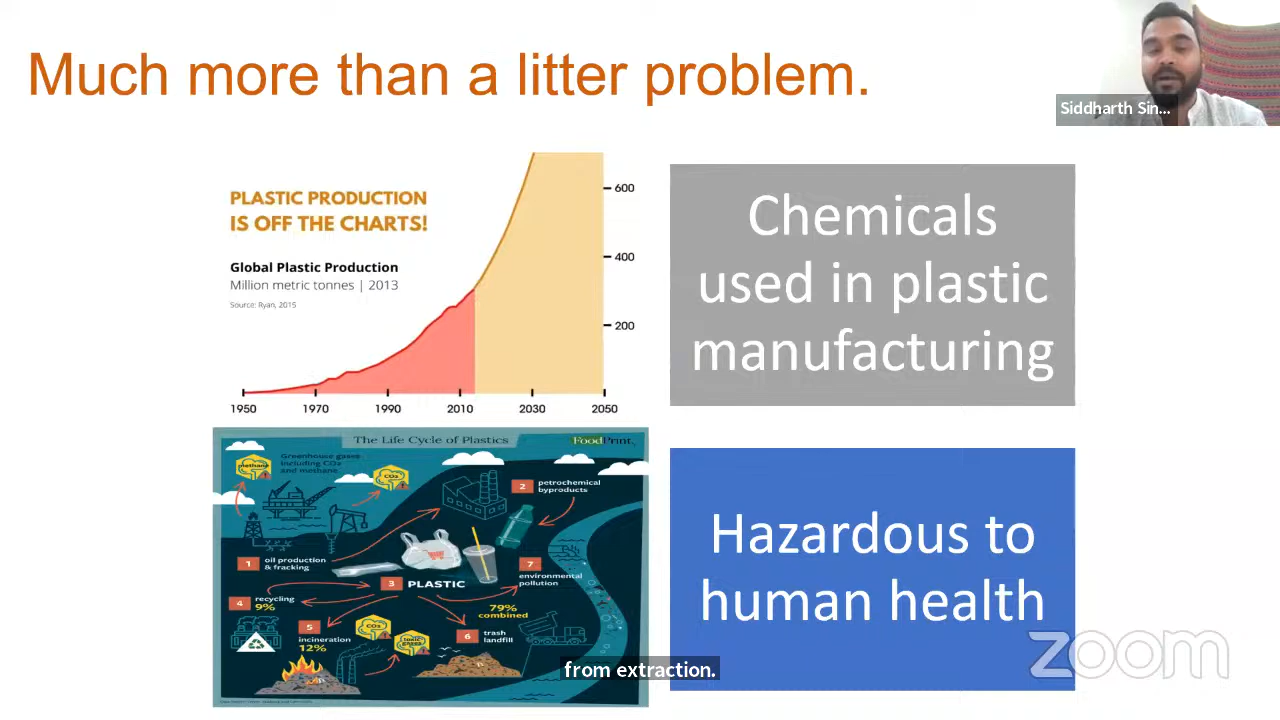 Much more than a litter problem.
Siddharth Sin...
PLASTIC PRODUCTION
IS OFF THE CHARTS!
Global Plastic Production
Million metric tonnes | 2013
Source: Ryan, 2015
600
400
200
1950 1970 1990 2010 2030 2050
Chemicals
used in plastic
manufacturing
The Life Cycle of Plastics
FoodPrint
Greenhouse gases
including CO2
and methane
methane
CO2
2 petrochemical
byproducts
1 oil production
& fracking
3 PLASTIC
7
environmental
pollution
4 recycling
9%
79%
combined
5
incineration
12%
CO2
toxic
gases
6 trash
landfill
Hazardous to
human health
from extraction.
zoom